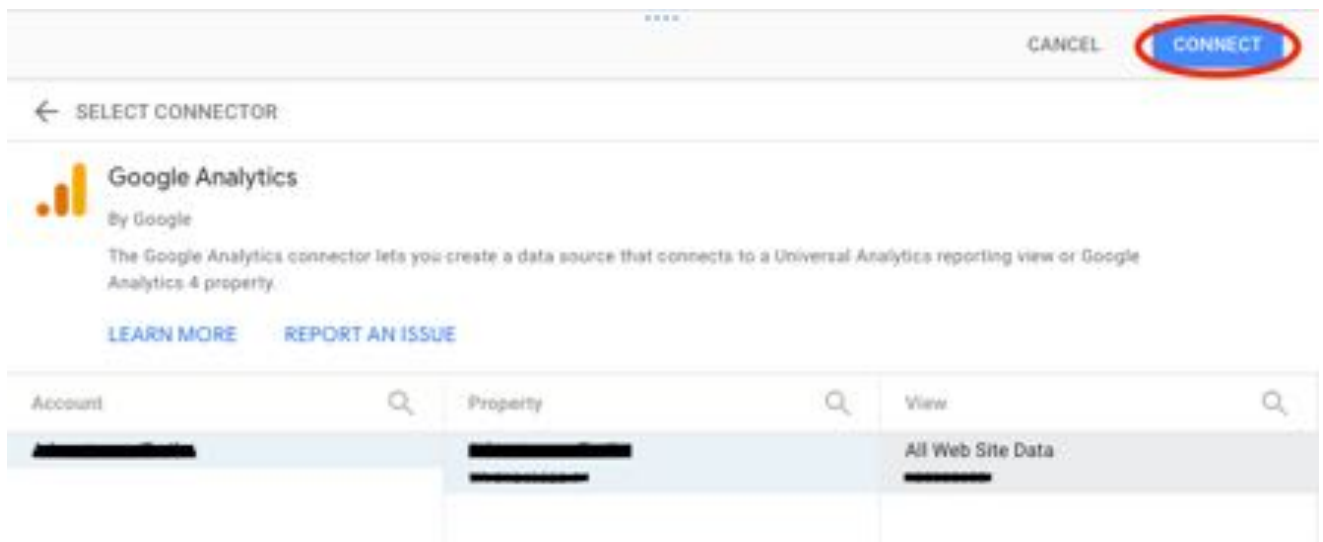 CANCEL CONNECT
SELECT CONNECTOR
Google Analytics
By Google
The Google Analytics connector lets you create a data source that connects to a Universal Analytics reporting view or Google
Analytics 4 property.
LEARN MORE REPORT AN ISSUE
Account Property View
All Web Site Data